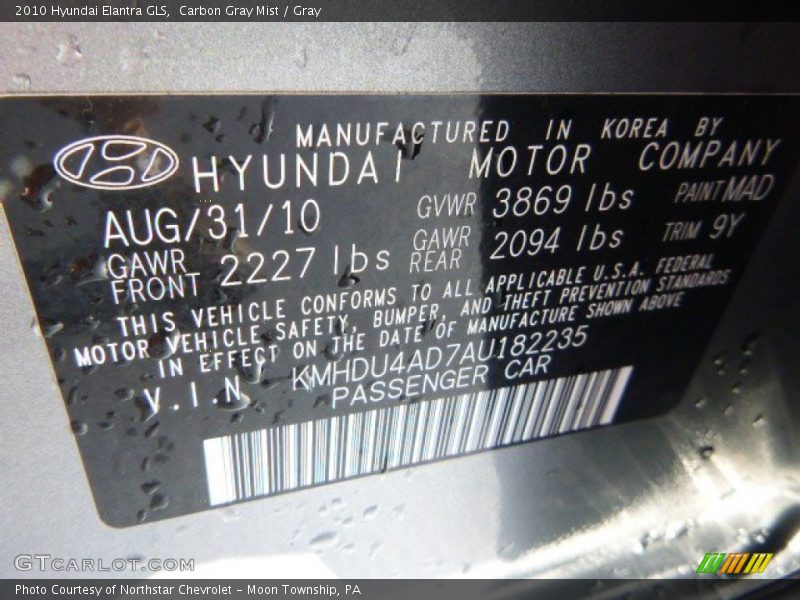 2010 Hyundai Elantra GLS, Carbon Gray Mist / Gray
MANUFACTURED IN KOREA BY
HYUNDAI MOTOR COMPANY
AUG/31/10 GVWR 3869 lbs PAINT MAD
GAWR FRONT 2227 lbs GAWR REAR 2094 lbs TRIM 9Y
THIS VEHICLE CONFORMS TO ALL APPLICABLE U.S.A. FEDERAL
MOTOR VEHICLE SAFETY, BUMPER, AND THEFT PREVENTION STANDARDS
IN EFFECT ON THE DATE OF MANUFACTURE SHOWN ABOVE
V.I.N KMHDU4AD7AU182235
PASSENGER CAR
GTCARLOT.COM
Photo Courtesy of Northstar Chevrolet - Moon Township, PA